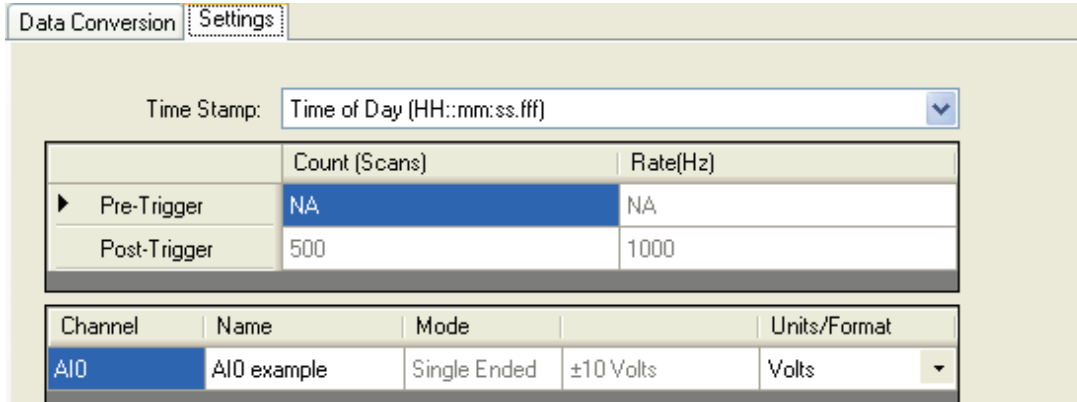 Data Conversion Settings
Time Stamp: Time of Day (HH::mm:ss.fff)
Count (Scans) Rate(Hz)
Pre-Trigger NA NA
Post-Trigger 500 1000
Channel Name Mode Units/Format
AI0 AI0 example Single Ended ±10 Volts Volts